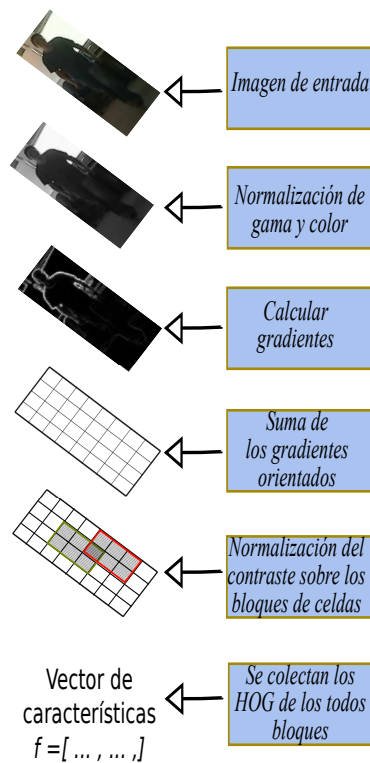 Imagen de entrada
Normalización de
gama y color
Calcular
gradientes
Suma de
los gradientes
orientados
Normalización del
contraste sobre los
bloques de celdas
Se colectan los
HOG de los todos
bloques
Vector de
características
f =[ ... , ... ,]